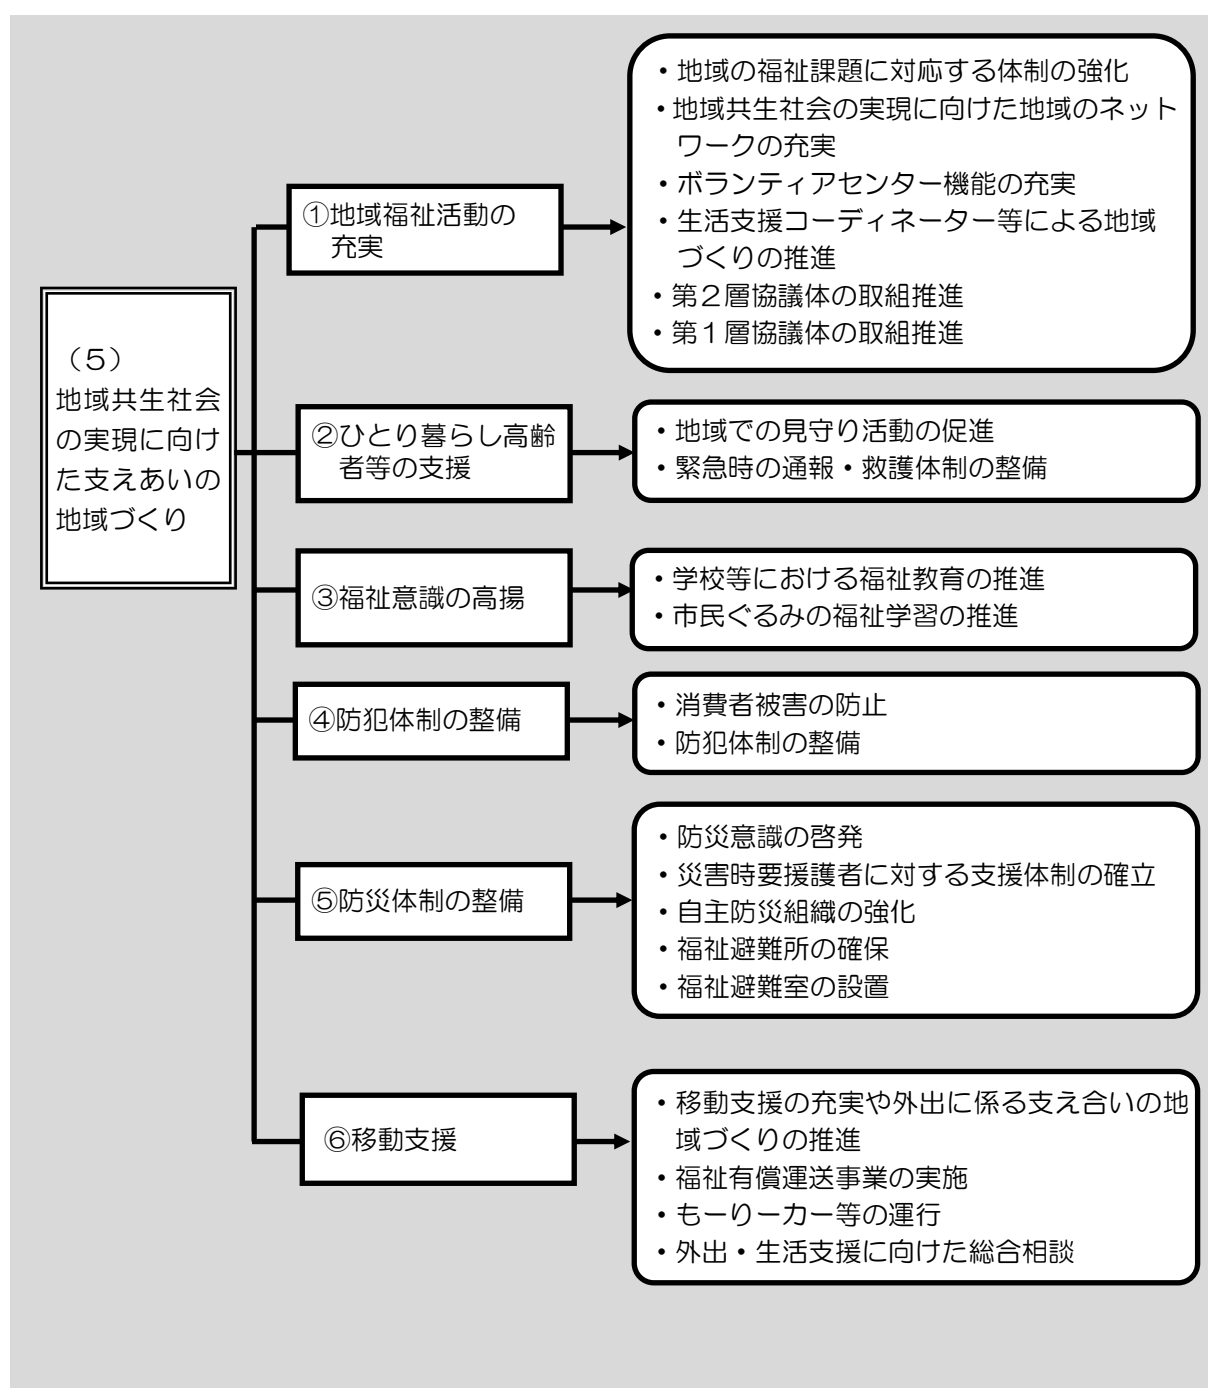 （５）
地域共生社会
の実現に向け
た支えあいの
地域づくり
①地域福祉活動の
充実
・地域の福祉課題に対応する体制の強化
・地域共生社会の実現に向けた地域のネット
ワークの充実
・ボランティアセンター機能の充実
・生活支援コーディネーター等による地域
づくりの推進
・第２層協議体の取組推進
・第１層協議体の取組推進
②ひとり暮らし高齢
者等の支援
・地域での見守り活動の促進
・緊急時の通報・救護体制の整備
③福祉意識の高揚
・学校等における福祉教育の推進
・市民ぐるみの福祉学習の推進
④防犯体制の整備
・消費者被害の防止
・防犯体制の整備
⑤防災体制の整備
・防災意識の啓発
・災害時要援護者に対する支援体制の確立
・自主防災組織の強化
・福祉避難所の確保
・福祉避難室の設置
⑥移動支援
・移動支援の充実や外出に係る支え合いの地
域づくりの推進
・福祉有償運送事業の実施
・もーりーカー等の運行
・外出・生活支援に向けた総合相談